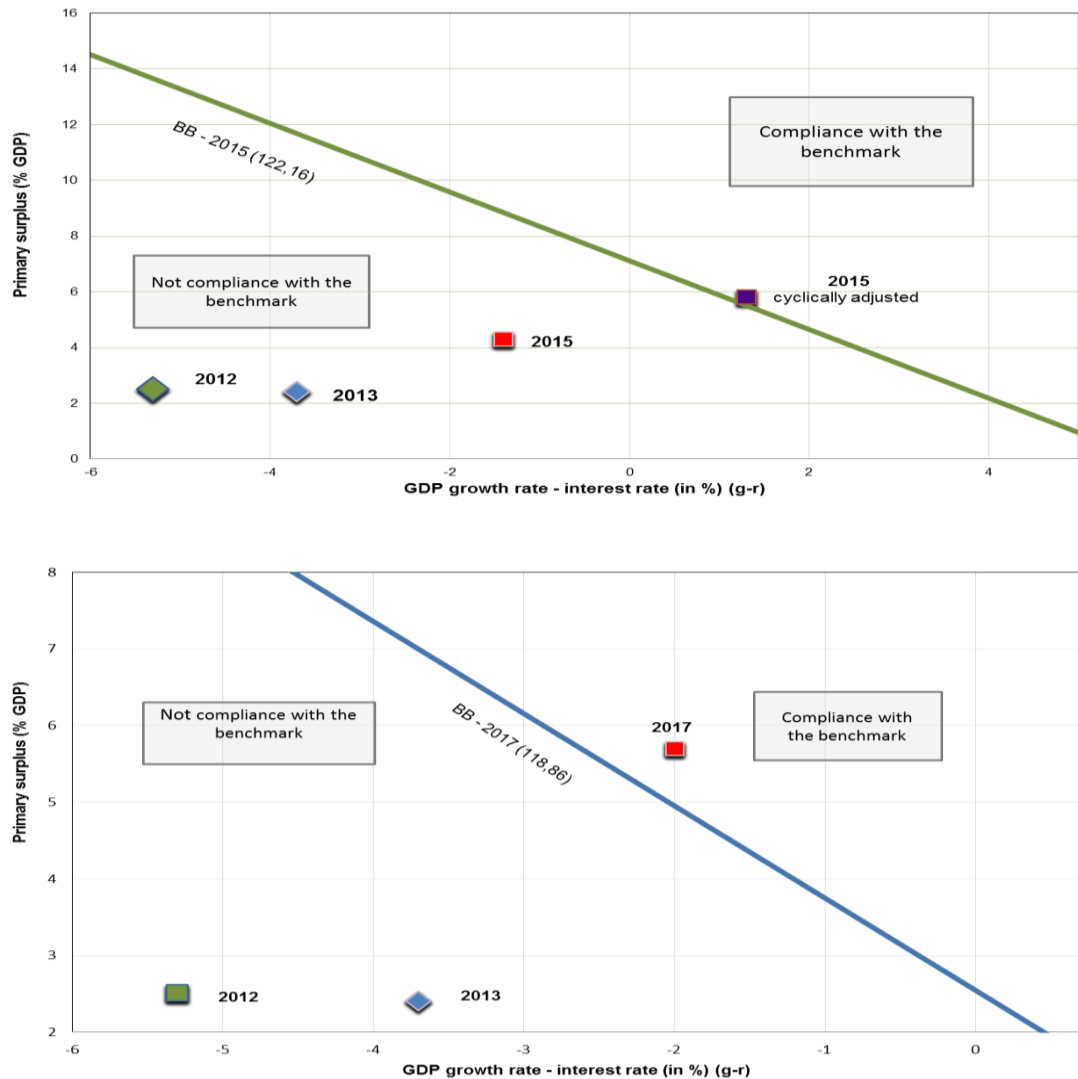 16
14
12
10
8
6
4
2
0
Primary surplus (% GDP)
BB - 2015 (122,16)
Compliance with the
benchmark
Not compliance with the
benchmark
2015
cyclically adjusted
2015
2012
2013
-6
-4
-2
0
2
4
GDP growth rate - interest rate (in %) (g-r)
8
7
6
5
4
3
2
Primary surplus (% GDP)
Not compliance with the
benchmark
BB - 2017 (118,86)
2017
Compliance with
the benchmark
2012
2013
-6
-5
-4
-3
-2
-1
0
GDP growth rate - interest rate (in %) (g-r)